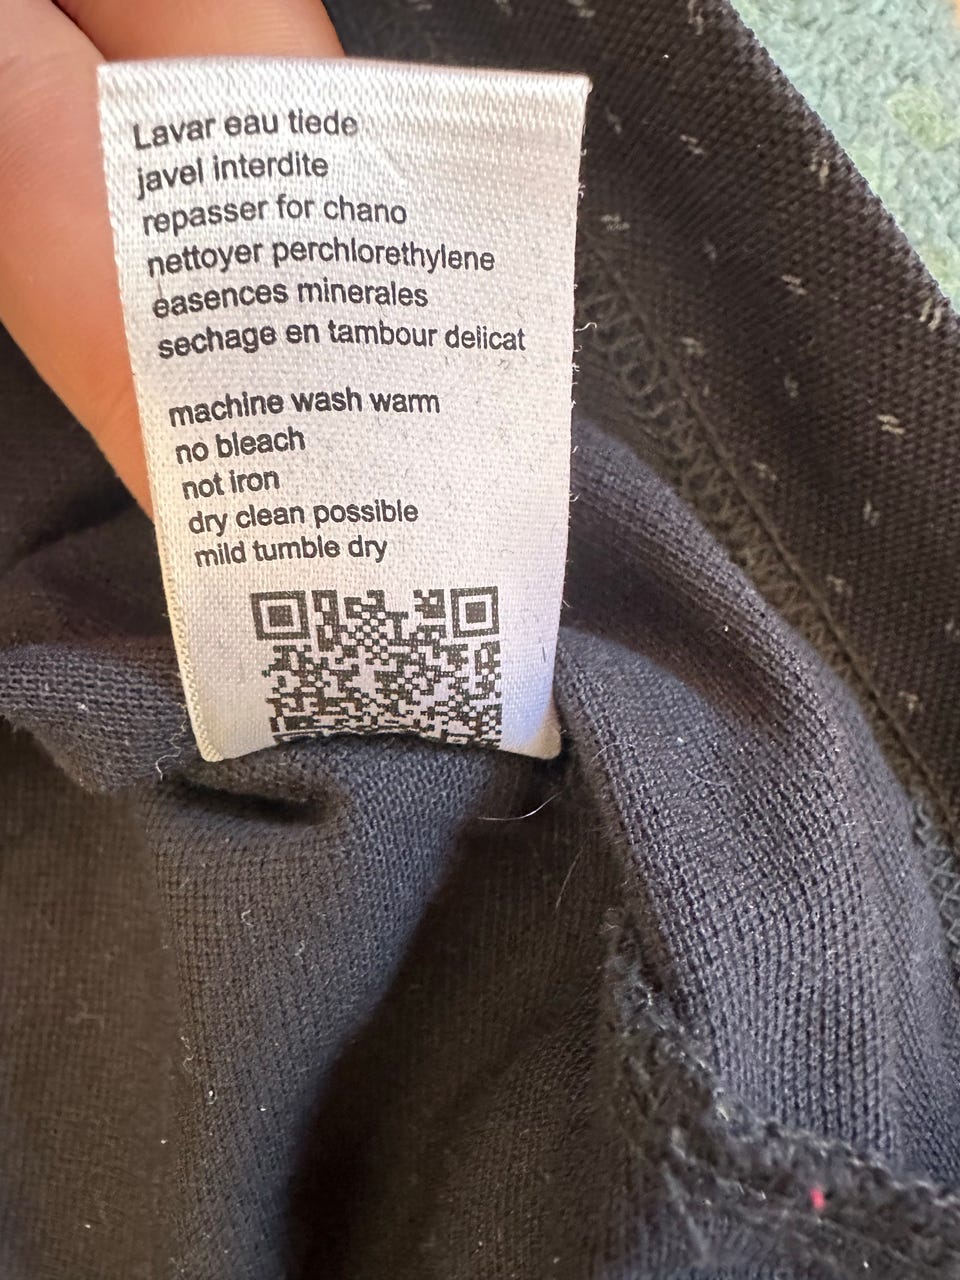 Lavar eau tiede
javel interdite
repasser for chano
nettoyer perchlorethylene
easences minerales
sechage en tambour delicat
machine wash warm
no bleach
not iron
dry clean possible
mild tumble dry